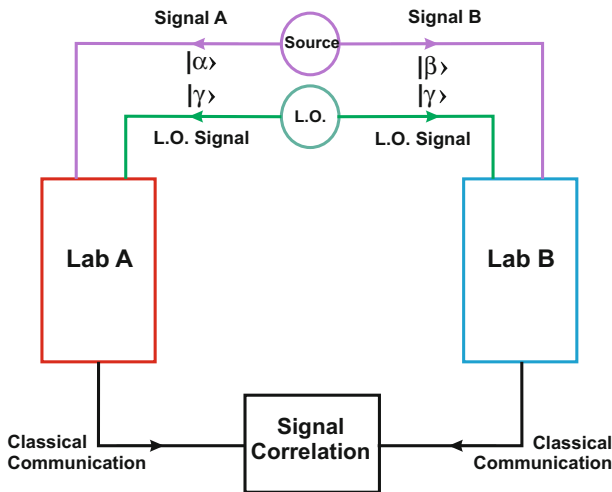 Signal A
Source
Signal B
|α⟩
|β⟩
|γ⟩
|γ⟩
L.O.
L.O. Signal
L.O. Signal
Lab A
Lab B
Signal
Correlation
Classical
Communication
Classical
Communication